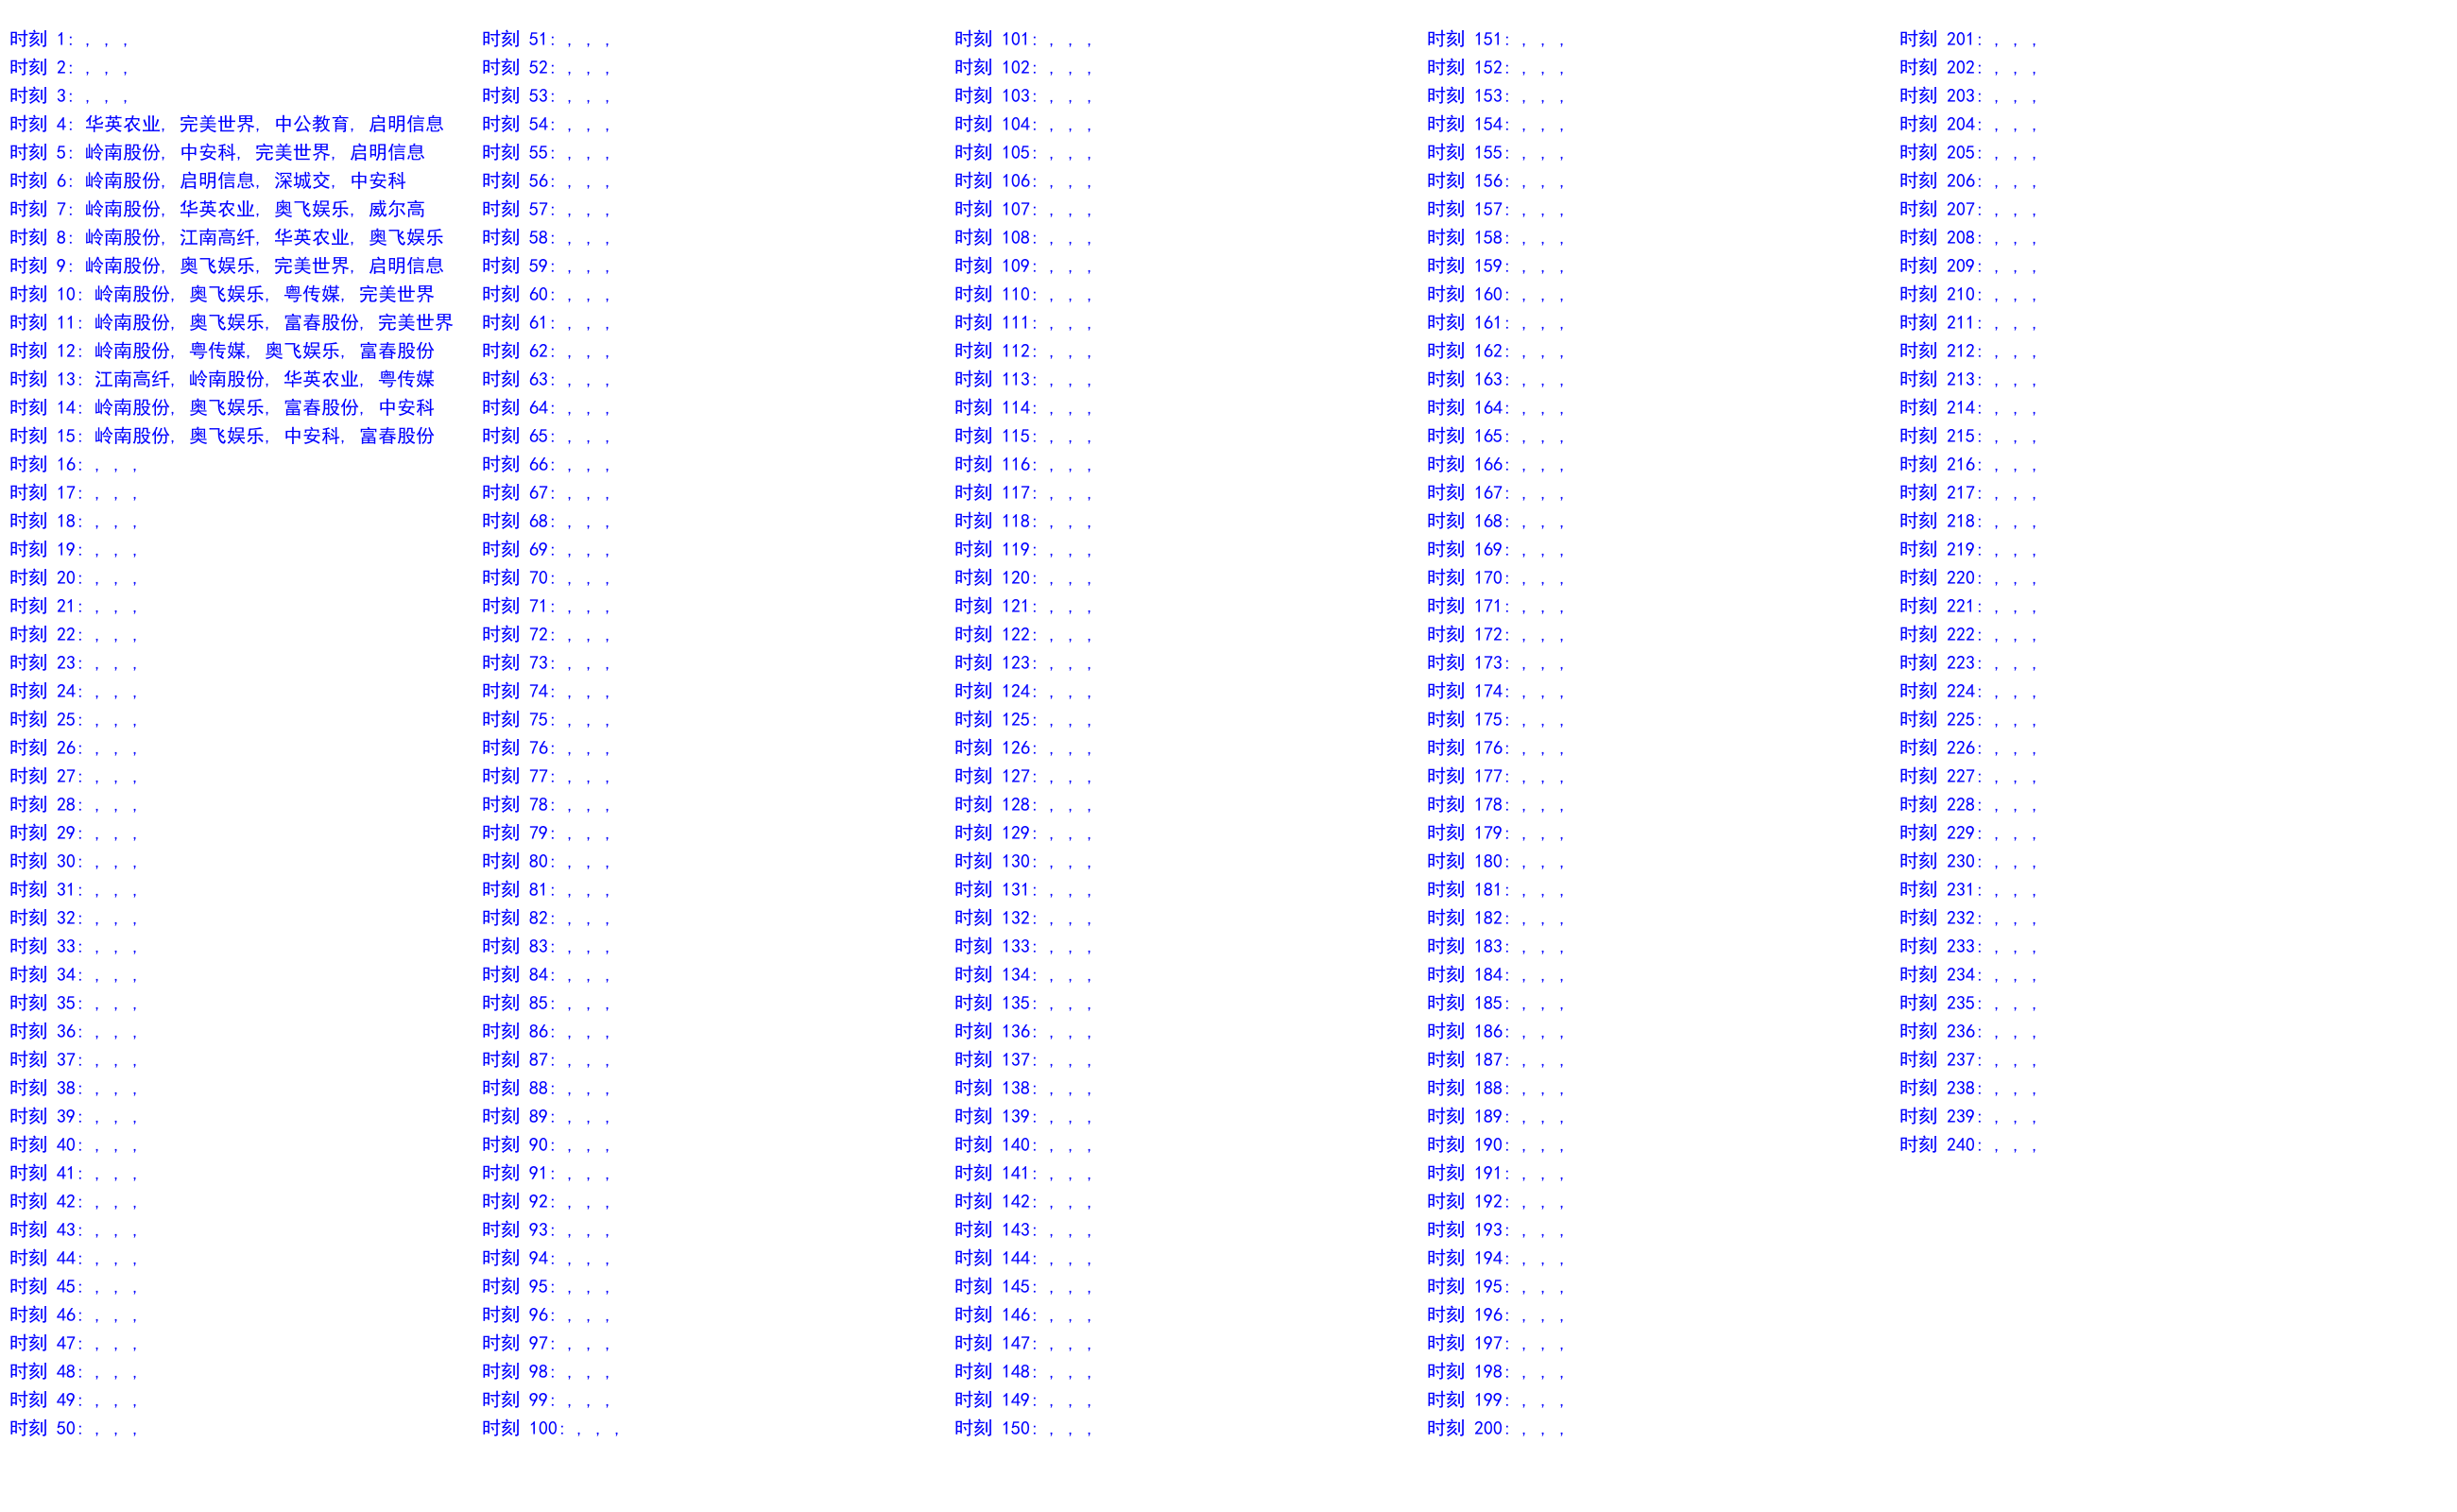 时刻 1: , , ,
时刻 2: , , ,
时刻 3: , , ,
时刻 4: 华英农业, 完美世界, 中公教育, 启明信息
时刻 5: 岭南股份, 中安科, 完美世界, 启明信息
时刻 6: 岭南股份, 启明信息, 深城交, 中安科
时刻 7: 岭南股份, 华英农业, 奥飞娱乐, 威尔高
时刻 8: 岭南股份, 江南高纤, 华英农业, 奥飞娱乐
时刻 9: 岭南股份, 奥飞娱乐, 完美世界, 启明信息
时刻 10: 岭南股份, 奥飞娱乐, 粤传媒, 完美世界
时刻 11: 岭南股份, 奥飞娱乐, 富春股份, 完美世界
时刻 12: 岭南股份, 粤传媒, 奥飞娱乐, 富春股份
时刻 13: 江南高纤, 岭南股份, 华英农业, 粤传媒
时刻 14: 岭南股份, 奥飞娱乐, 富春股份, 中安科
时刻 15: 岭南股份, 奥飞娱乐, 中安科, 富春股份
时刻 16: , , ,
时刻 17: , , ,
时刻 18: , , ,
时刻 19: , , ,
时刻 20: , , ,
时刻 21: , , ,
时刻 22: , , ,
时刻 23: , , ,
时刻 24: , , ,
时刻 25: , , ,
时刻 26: , , ,
时刻 27: , , ,
时刻 28: , , ,
时刻 29: , , ,
时刻 30: , , ,
时刻 31: , , ,
时刻 32: , , ,
时刻 33: , , ,
时刻 34: , , ,
时刻 35: , , ,
时刻 36: , , ,
时刻 37: , , ,
时刻 38: , , ,
时刻 39: , , ,
时刻 40: , , ,
时刻 41: , , ,
时刻 42: , , ,
时刻 43: , , ,
时刻 44: , , ,
时刻 45: , , ,
时刻 46: , , ,
时刻 47: , , ,
时刻 48: , , ,
时刻 49: , , ,
时刻 50: , , ,
时刻 51: , , ,
时刻 52: , , ,
时刻 53: , , ,
时刻 54: , , ,
时刻 55: , , ,
时刻 56: , , ,
时刻 57: , , ,
时刻 58: , , ,
时刻 59: , , ,
时刻 60: , , ,
时刻 61: , , ,
时刻 62: , , ,
时刻 63: , , ,
时刻 64: , , ,
时刻 65: , , ,
时刻 66: , , ,
时刻 67: , , ,
时刻 68: , , ,
时刻 69: , , ,
时刻 70: , , ,
时刻 71: , , ,
时刻 72: , , ,
时刻 73: , , ,
时刻 74: , , ,
时刻 75: , , ,
时刻 76: , , ,
时刻 77: , , ,
时刻 78: , , ,
时刻 79: , , ,
时刻 80: , , ,
时刻 81: , , ,
时刻 82: , , ,
时刻 83: , , ,
时刻 84: , , ,
时刻 85: , , ,
时刻 86: , , ,
时刻 87: , , ,
时刻 88: , , ,
时刻 89: , , ,
时刻 90: , , ,
时刻 91: , , ,
时刻 92: , , ,
时刻 93: , , ,
时刻 94: , , ,
时刻 95: , , ,
时刻 96: , , ,
时刻 97: , , ,
时刻 98: , , ,
时刻 99: , , ,
时刻 100: , , ,
时刻 101: , , ,
时刻 102: , , ,
时刻 103: , , ,
时刻 104: , , ,
时刻 105: , , ,
时刻 106: , , ,
时刻 107: , , ,
时刻 108: , , ,
时刻 109: , , ,
时刻 110: , , ,
时刻 111: , , ,
时刻 112: , , ,
时刻 113: , , ,
时刻 114: , , ,
时刻 115: , , ,
时刻 116: , , ,
时刻 117: , , ,
时刻 118: , , ,
时刻 119: , , ,
时刻 120: , , ,
时刻 121: , , ,
时刻 122: , , ,
时刻 123: , , ,
时刻 124: , , ,
时刻 125: , , ,
时刻 126: , , ,
时刻 127: , , ,
时刻 128: , , ,
时刻 129: , , ,
时刻 130: , , ,
时刻 131: , , ,
时刻 132: , , ,
时刻 133: , , ,
时刻 134: , , ,
时刻 135: , , ,
时刻 136: , , ,
时刻 137: , , ,
时刻 138: , , ,
时刻 139: , , ,
时刻 140: , , ,
时刻 141: , , ,
时刻 142: , , ,
时刻 143: , , ,
时刻 144: , , ,
时刻 145: , , ,
时刻 146: , , ,
时刻 147: , , ,
时刻 148: , , ,
时刻 149: , , ,
时刻 150: , , ,
时刻 151: , , ,
时刻 152: , , ,
时刻 153: , , ,
时刻 154: , , ,
时刻 155: , , ,
时刻 156: , , ,
时刻 157: , , ,
时刻 158: , , ,
时刻 159: , , ,
时刻 160: , , ,
时刻 161: , , ,
时刻 162: , , ,
时刻 163: , , ,
时刻 164: , , ,
时刻 165: , , ,
时刻 166: , , ,
时刻 167: , , ,
时刻 168: , , ,
时刻 169: , , ,
时刻 170: , , ,
时刻 171: , , ,
时刻 172: , , ,
时刻 173: , , ,
时刻 174: , , ,
时刻 175: , , ,
时刻 176: , , ,
时刻 177: , , ,
时刻 178: , , ,
时刻 179: , , ,
时刻 180: , , ,
时刻 181: , , ,
时刻 182: , , ,
时刻 183: , , ,
时刻 184: , , ,
时刻 185: , , ,
时刻 186: , , ,
时刻 187: , , ,
时刻 188: , , ,
时刻 189: , , ,
时刻 190: , , ,
时刻 191: , , ,
时刻 192: , , ,
时刻 193: , , ,
时刻 194: , , ,
时刻 195: , , ,
时刻 196: , , ,
时刻 197: , , ,
时刻 198: , , ,
时刻 199: , , ,
时刻 200: , , ,
时刻 201: , , ,
时刻 202: , , ,
时刻 203: , , ,
时刻 204: , , ,
时刻 205: , , ,
时刻 206: , , ,
时刻 207: , , ,
时刻 208: , , ,
时刻 209: , , ,
时刻 210: , , ,
时刻 211: , , ,
时刻 212: , , ,
时刻 213: , , ,
时刻 214: , , ,
时刻 215: , , ,
时刻 216: , , ,
时刻 217: , , ,
时刻 218: , , ,
时刻 219: , , ,
时刻 220: , , ,
时刻 221: , , ,
时刻 222: , , ,
时刻 223: , , ,
时刻 224: , , ,
时刻 225: , , ,
时刻 226: , , ,
时刻 227: , , ,
时刻 228: , , ,
时刻 229: , , ,
时刻 230: , , ,
时刻 231: , , ,
时刻 232: , , ,
时刻 233: , , ,
时刻 234: , , ,
时刻 235: , , ,
时刻 236: , , ,
时刻 237: , , ,
时刻 238: , , ,
时刻 239: , , ,
时刻 240: , , ,